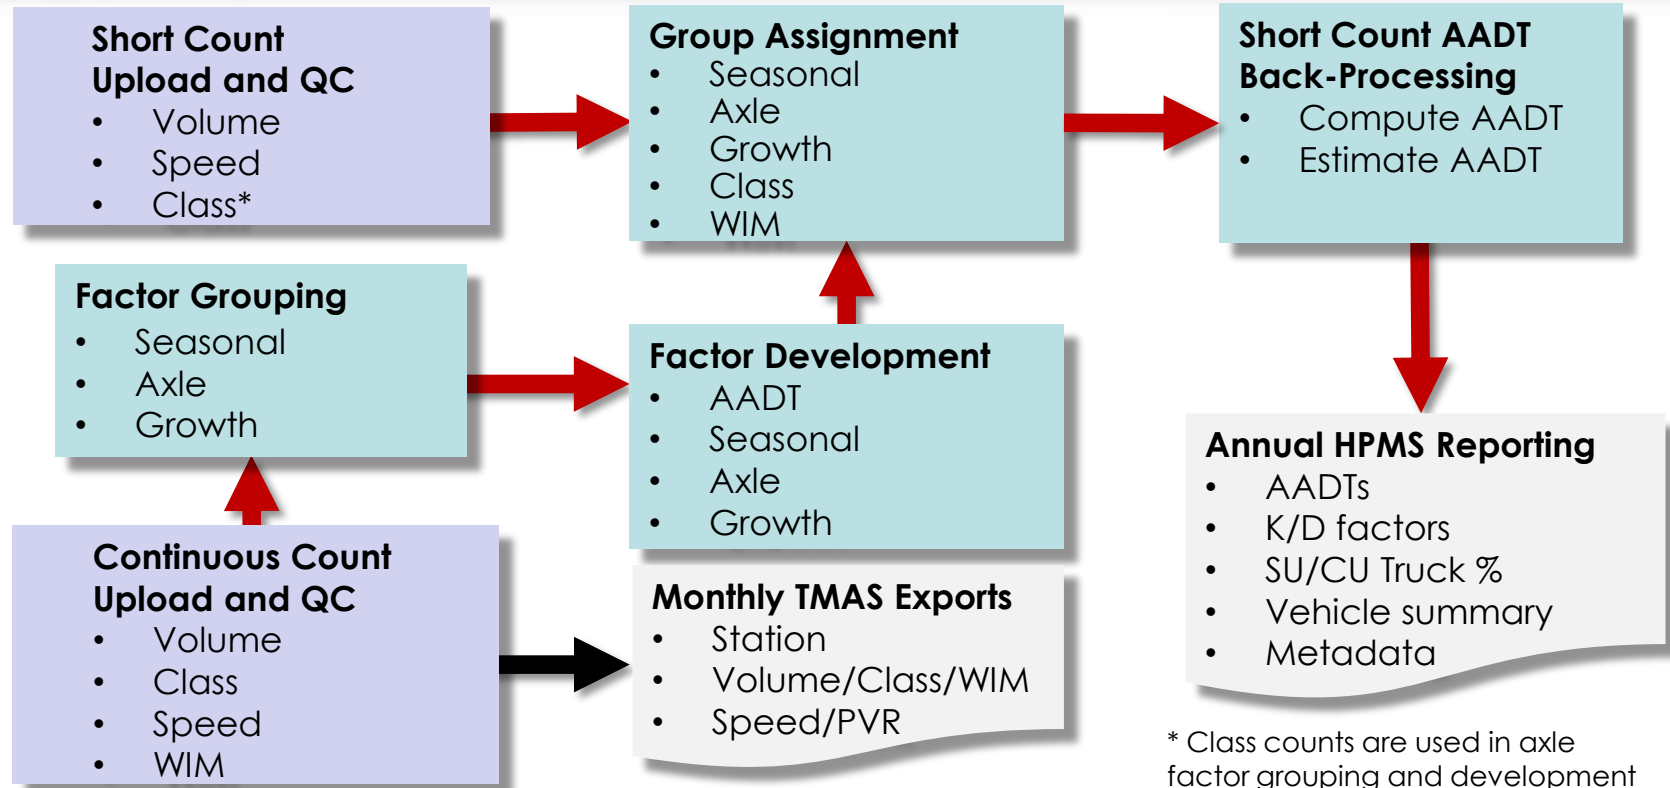 Short Count
Upload and QC
• Volume
• Speed
• Class*
Group Assignment
• Seasonal
• Axle
• Growth
• Class
• WIM
Short Count AADT
Back-Processing
• Compute AADT
• Estimate AADT
Factor Grouping
• Seasonal
• Axle
• Growth
Factor Development
• AADT
• Seasonal
• Axle
• Growth
Continuous Count
Upload and QC
• Volume
• Class
• Speed
• WIM
Monthly TMAS Exports
• Station
• Volume/Class/WIM
• Speed/PVR
Annual HPMS Reporting
• AADTs
• K/D factors
• SU/CU Truck %
• Vehicle summary
• Metadata
* Class counts are used in axle
factor grouping and development